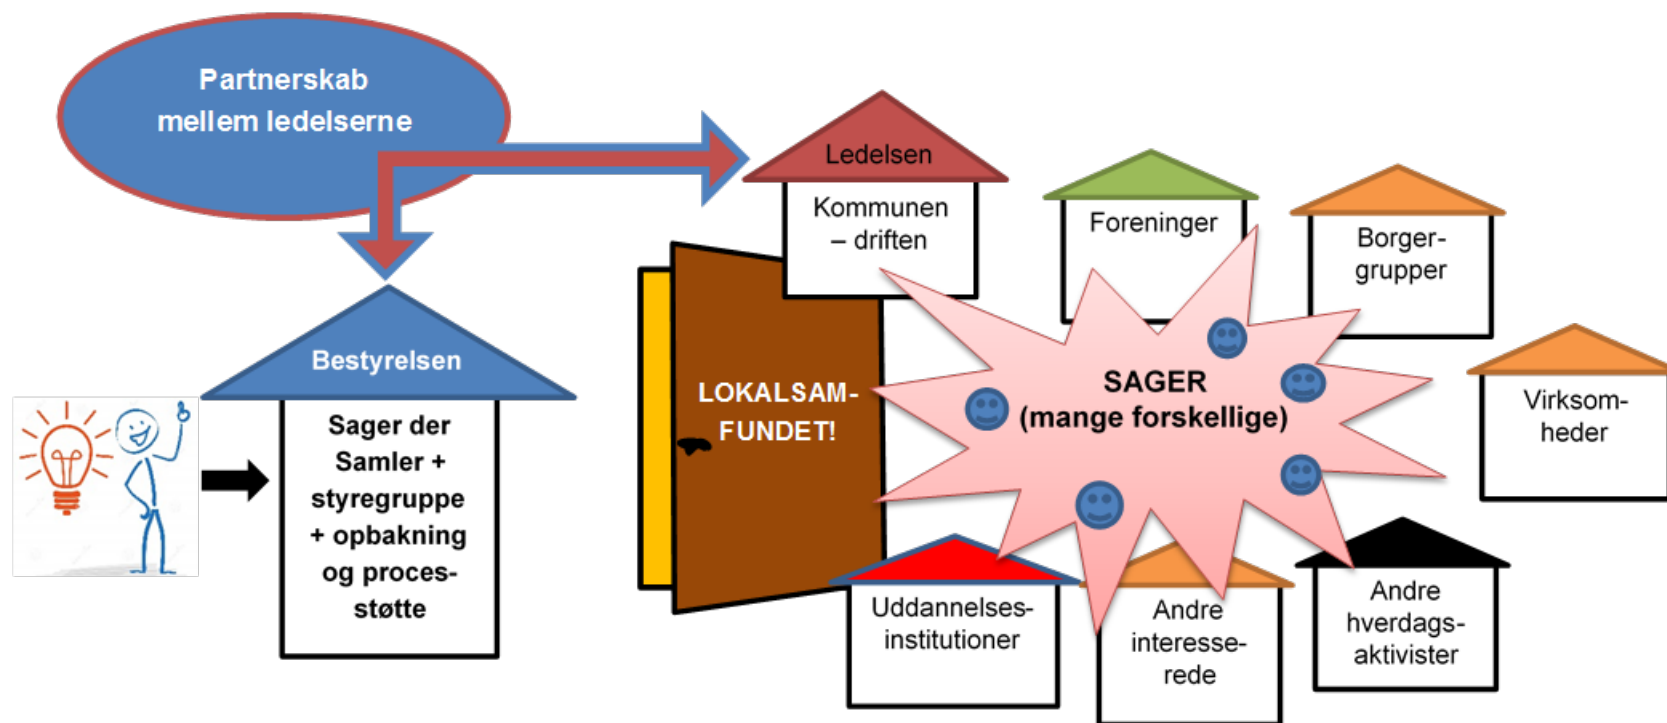 Partnerskab
mellem ledelserne
Ledelsen
Kommunen
– driften
Foreninger
Borger-
grupper
Virksom-
heder
Bestyrelsen
Sager der
Samler +
styregruppe
+ opbakning
og proces-
støtte
LOKALSAM-
FUNDET!
SAGER
(mange forskellige)
Uddannelses-
institutioner
Andre
interesse-
rede
Andre
hverdags-
aktivister